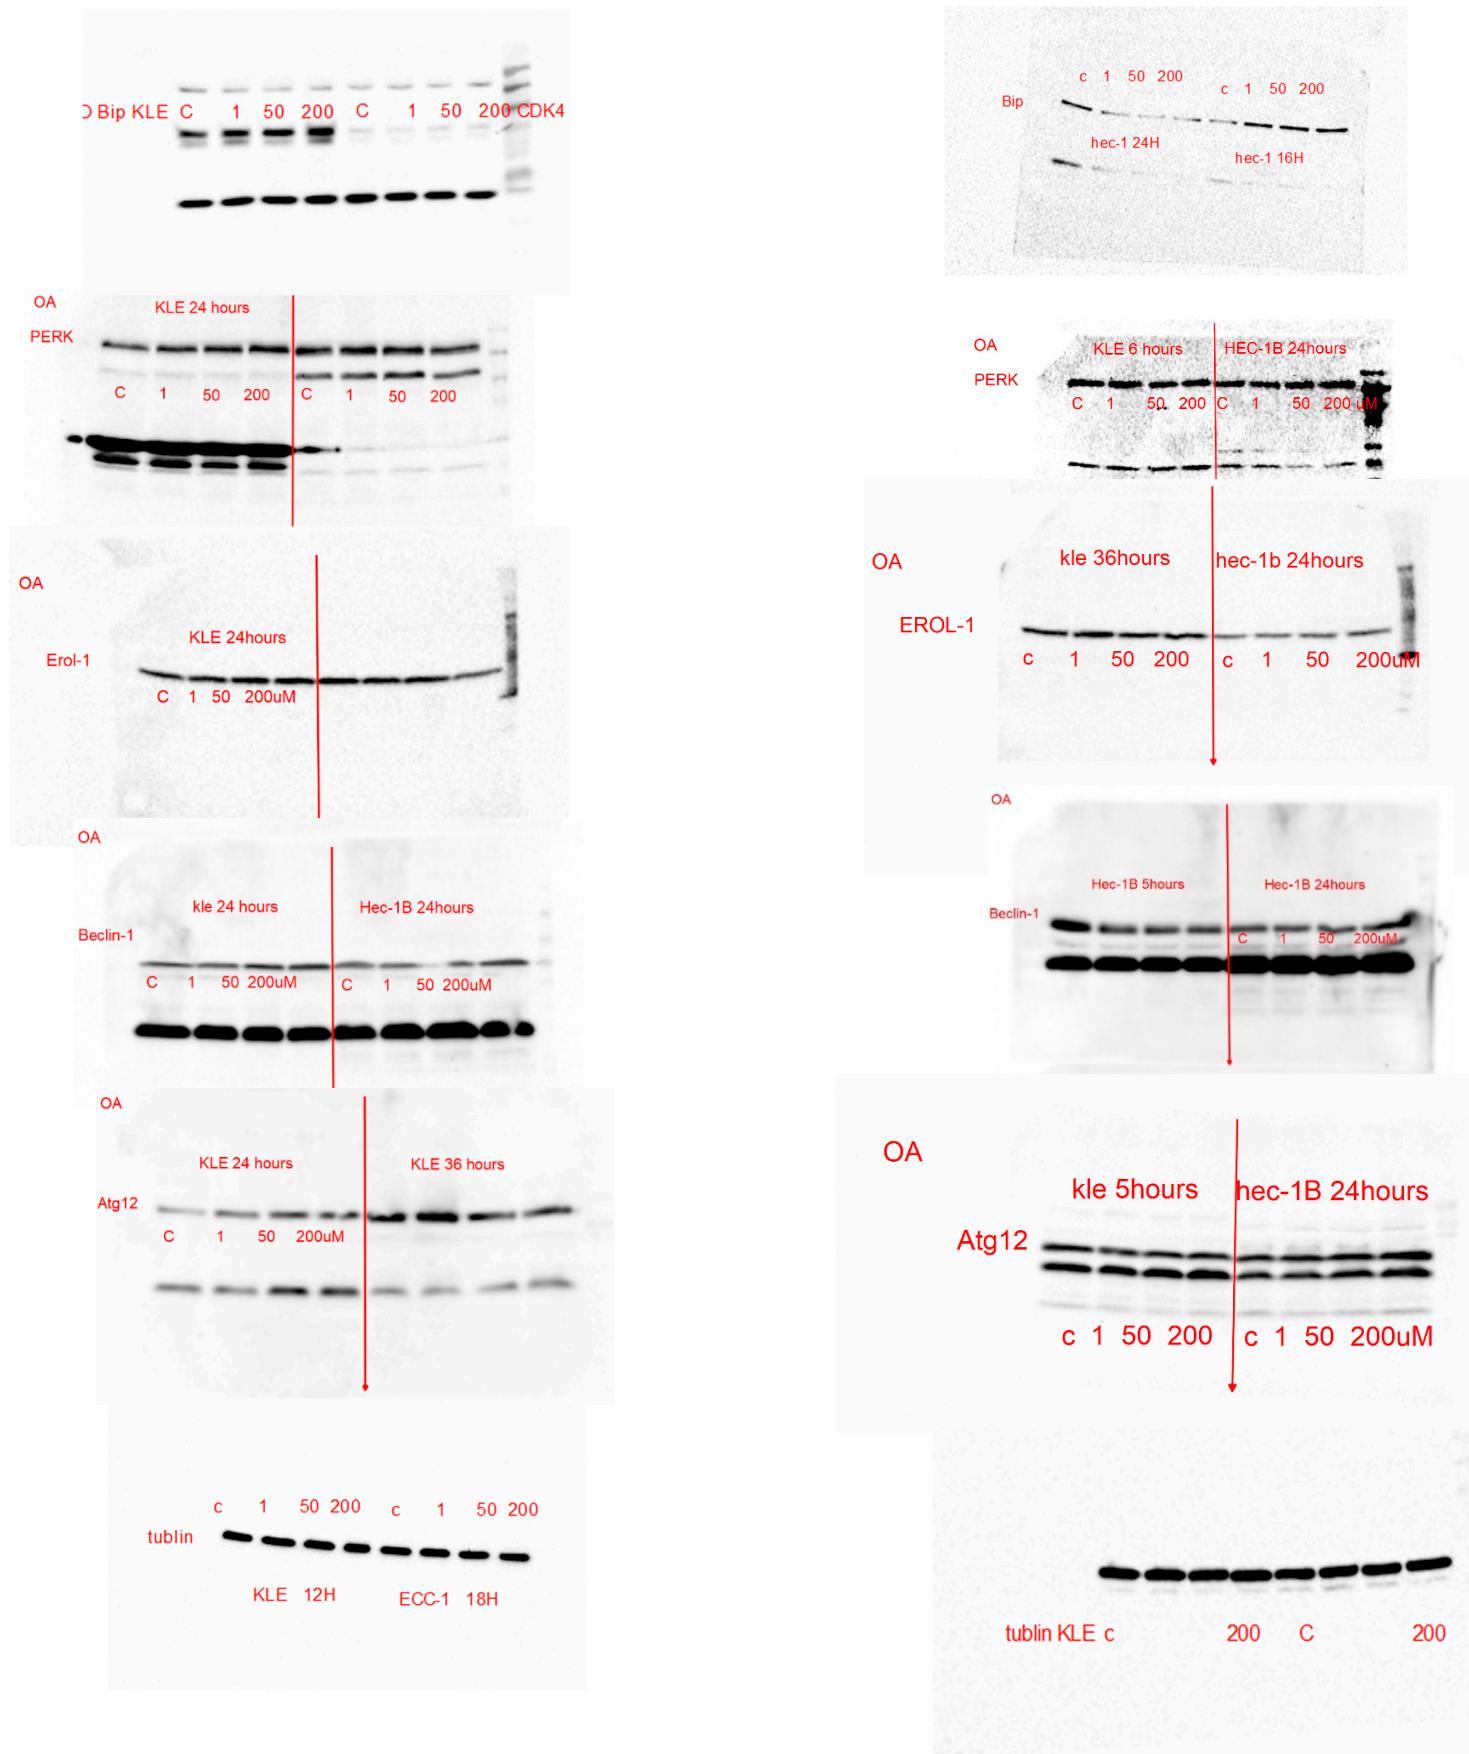 O Bip KLE C 1 50 200 C 1 50 200 CDK4
OA
KLE 24 hours
PERK
C 1 50 200 C 1 50 200
OA
KLE 24hours
Erol-1
C 1 50 200uM
OA
kle 24 hours Hec-1B 24hours
Beclin-1
C 1 50 200uM C 1 50 200uM
OA
KLE 24 hours KLE 36 hours
Atg12
C 1 50 200uM
c 1 50 200 c 1 50 200
tublin
KLE 12H ECC-1 18H
c 1 50 200
c 1 50 200
Bip
hec-1 24H
hec-1 16H
OA
KLE 6 hours HEC-1B 24hours
PERK
C 1 50 200 C 1 50 200 uM
OA
kle 36hours hec-1b 24hours
EROL-1
c 1 50 200 c 1 50 200uM
OA
Hec-1B 5hours Hec-1B 24hours
Beclin-1
C 1 50 200uM
OA
kle 5hours hec-1B 24hours
Atg12
c 1 50 200 c 1 50 200uM
tublin KLE c 200 C 200